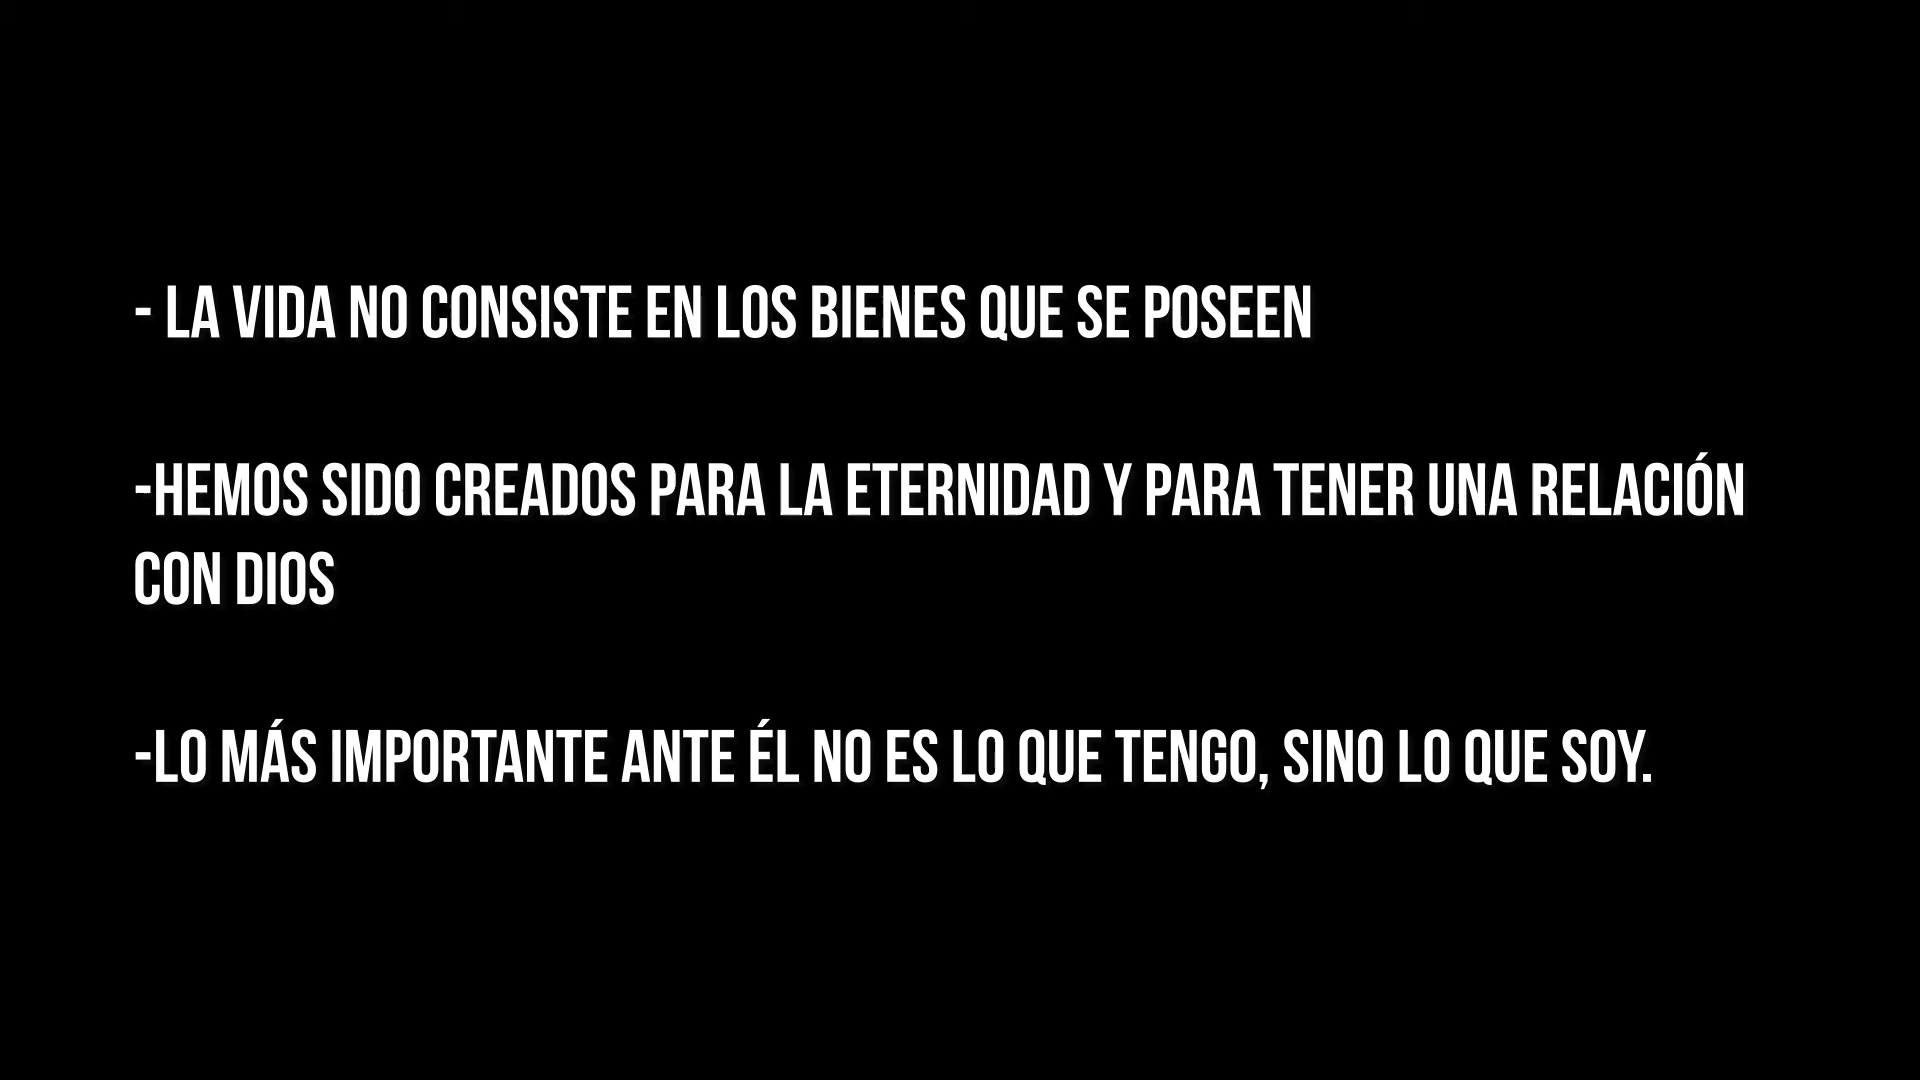 - LA VIDA NO CONSISTE EN LOS BIENES QUE SE POSEEN
-HEMOS SIDO CREADOS PARA LA ETERNIDAD Y PARA TENER UNA RELACIÓN
CON DIOS
-LO MÁS IMPORTANTE ANTE ÉL NO ES LO QUE TENGO, SINO LO QUE SOY.